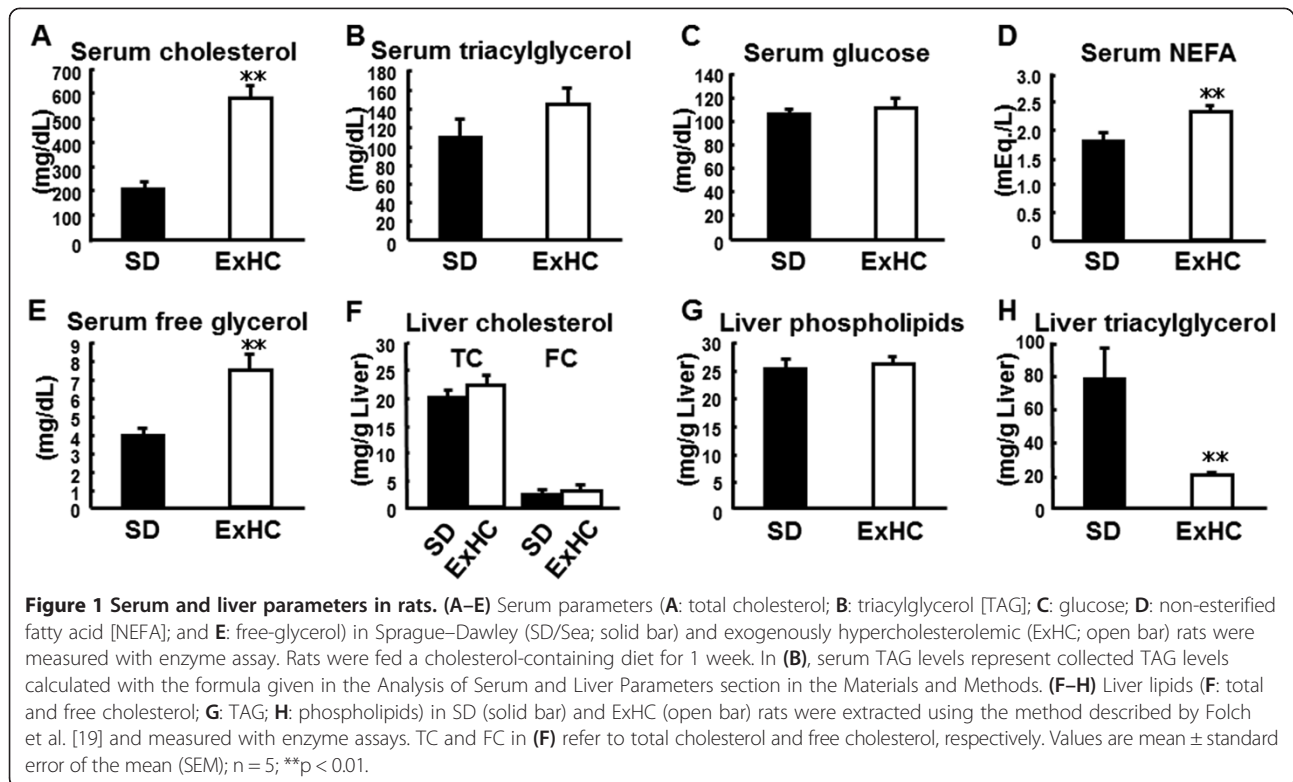 A Serum cholesterol
(mg/dL)
700
600
500
400
300
200
100
0
**
SD ExHC
B Serum triacylglycerol
(mg/dL)
180
160
140
120
100
80
60
40
20
0
SD ExHC
C Serum glucose
(mg/dL)
140
120
100
80
60
40
20
0
SD ExHC
D Serum NEFA
(mEq./L)
3.0
2.5
2.0
1.5
1.0
0.5
0
**
SD ExHC
E Serum free glycerol
(mg/dL)
9
8
7
6
5
4
3
2
1
0
**
SD ExHC
F Liver cholesterol
(mg/g Liver)
30
25
20
15
10
5
0
TC FC
SD ExHC SD ExHC
G Liver phospholipids
(mg/g Liver)
30
25
20
15
10
5
0
SD ExHC
H Liver triacylglycerol
(mg/g Liver)
100
80
60
40
20
0
**
SD ExHC
Figure 1 Serum and liver parameters in rats. (A–E) Serum parameters (A: total cholesterol; B: triacylglycerol [TAG]; C: glucose; D: non-esterified
fatty acid [NEFA]; and E: free-glycerol) in Sprague–Dawley (SD/Sea; solid bar) and exogenously hypercholesterolemic (ExHC; open bar) rats were
measured with enzyme assay. Rats were fed a cholesterol-containing diet for 1 week. In (B), serum TAG levels represent collected TAG levels
calculated with the formula given in the Analysis of Serum and Liver Parameters section in the Materials and Methods. (F–H) Liver lipids (F: total
and free cholesterol; G: TAG; H: phospholipids) in SD (solid bar) and ExHC (open bar) rats were extracted using the method described by Folch
et al. [19] and measured with enzyme assays. TC and FC in (F) refer to total cholesterol and free cholesterol, respectively. Values are mean ± standard
error of the mean (SEM); n = 5; **p < 0.01.